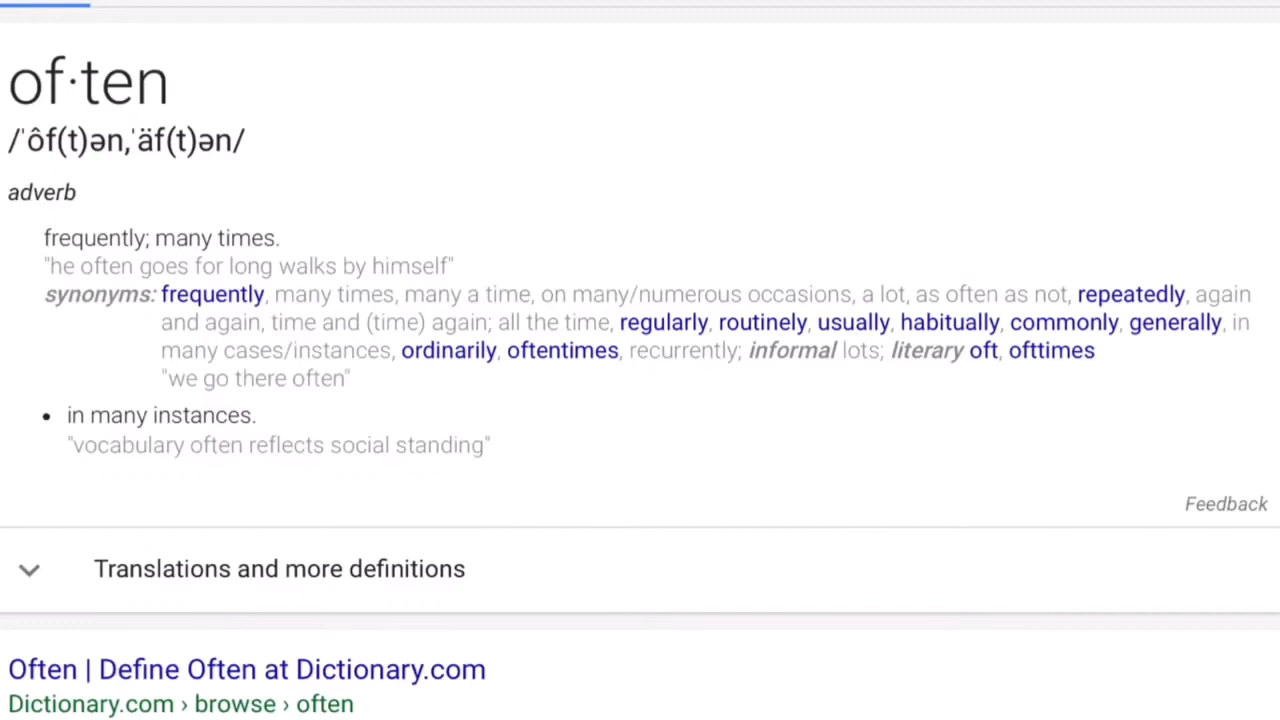 of·ten
/ˈôf(t)ən,ˈäf(t)ən/
adverb
frequently; many times.
"he often goes for long walks by himself"
synonyms: frequently, many times, many a time, on many/numerous occasions, a lot, as often as not, repeatedly, again
and again, time and (time) again; all the time, regularly, routinely, usually, habitually, commonly, generally, in
many cases/instances, ordinarily, oftentimes, recurrently; informal lots; literary oft, ofttimes
"we go there often"
• in many instances.
"vocabulary often reflects social standing"
Feedback
Translations and more definitions
Often | Define Often at Dictionary.com
Dictionary.com › browse › often